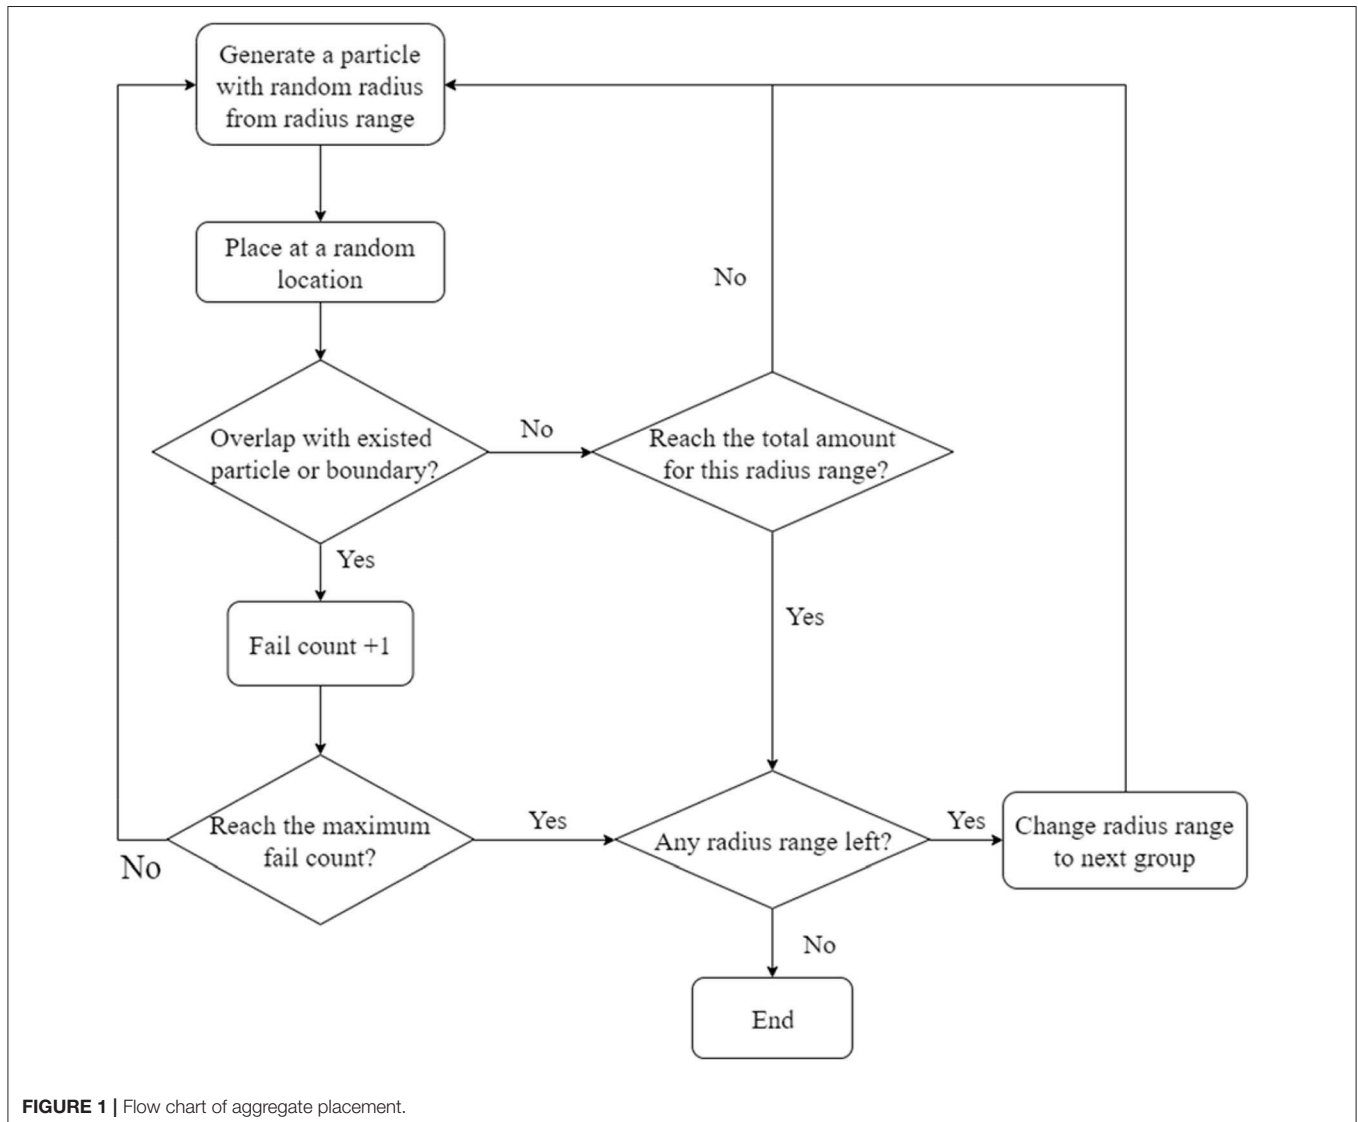 Generate a particle
with random radius
from radius range
Place at a random
location
No
Overlap with existed
particle or boundary?
No
Reach the total amount
for this radius range?
Yes
Fail count +1
Yes
Reach the maximum
fail count?
No
Yes
Any radius range left?
Yes
Change radius range
to next group
No
End
FIGURE 1 | Flow chart of aggregate placement.